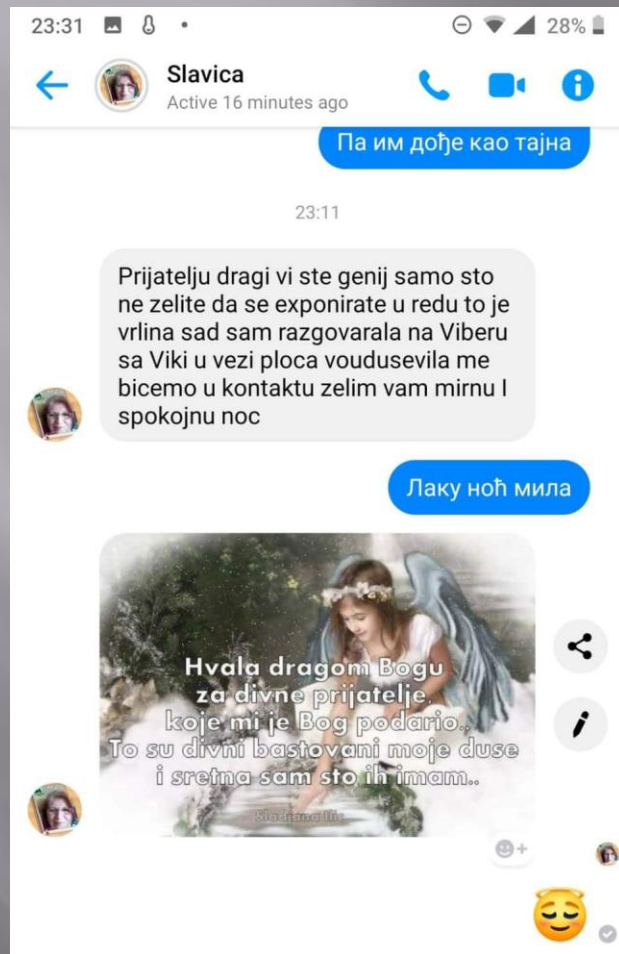 23:31
28%
Slavica
Active 16 minutes ago
Па им дође као тајна
23:11
Prijatelju dragi vi ste genij samo sto
ne zelite da se exponirate u redu to je
vrlina sad sam razgovarala na Viberu
sa Viki u vezi ploca voudusevila me
bicemo u kontaktu zelim vam mirnu I
spokojnu noc
Лаку ноћ мила
Hvala dragom Bogu
za divne prijatelje,
koje mi je Bog podario..
To su divni bastovani moje duse
i sretna sam sto ih imam..
Sladjana Ilic